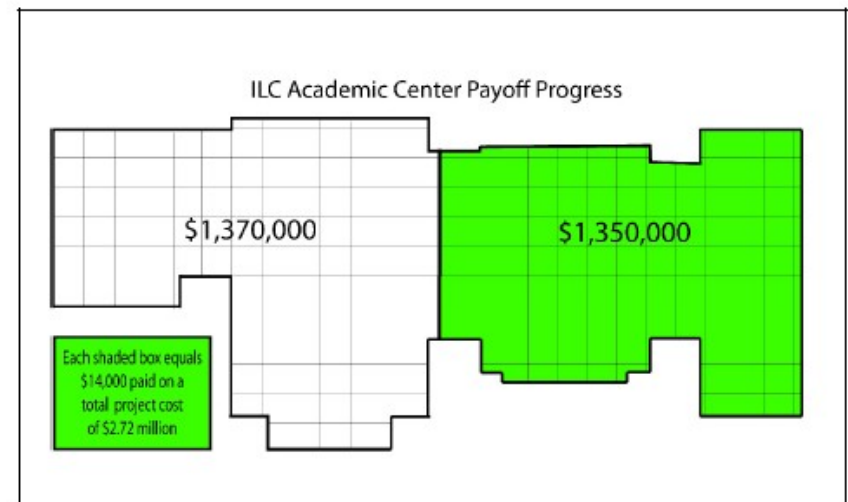 ILC Academic Center Payoff Progress
$1,370,000
$1,350,000
Each shaded box equals
$14,000 paid on a
total project cost
of $2.72 million